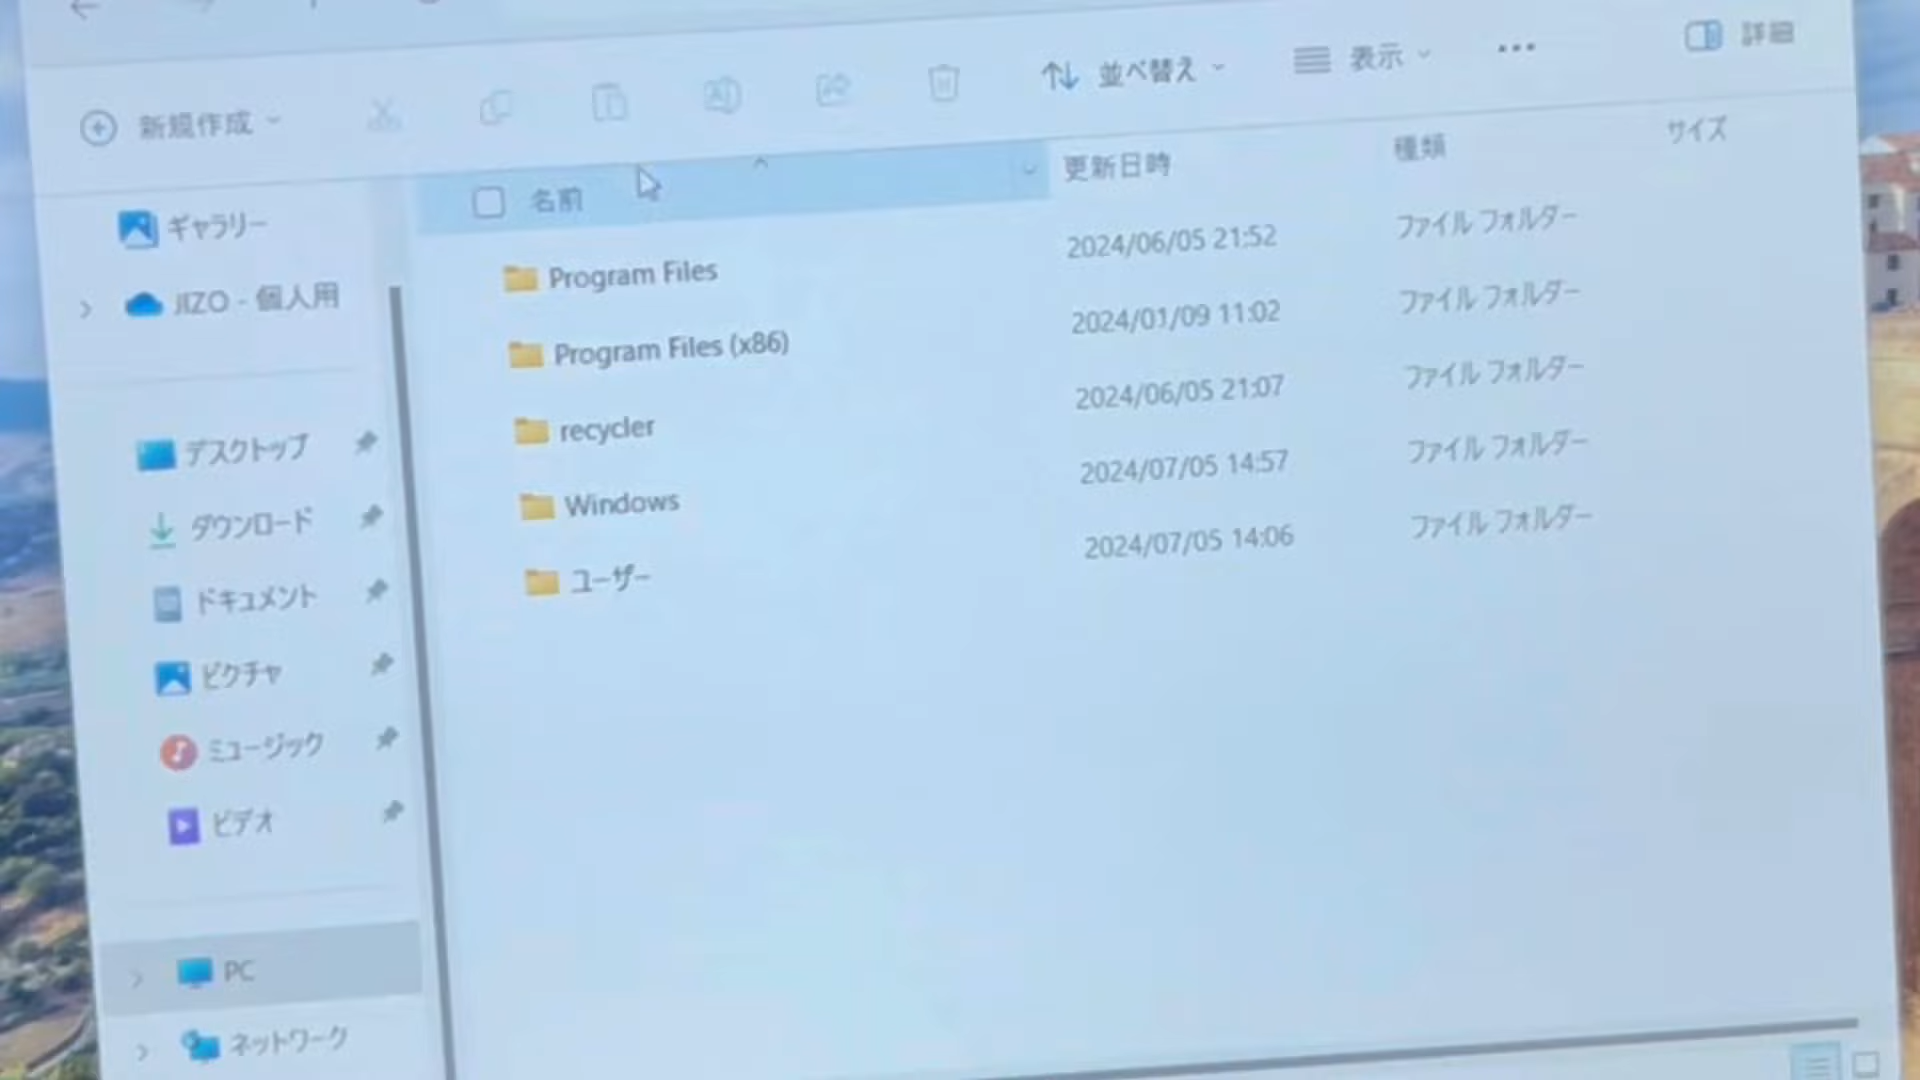 新規作成
並べ替え
表示
詳細
名前
更新日時
種類
サイズ
ギャラリー
JIZO - 個人用
デスクトップ
ダウンロード
ドキュメント
ピクチャ
ミュージック
ビデオ
PC
ネットワーク
Program Files 2024/06/05 21:52 ファイル フォルダー
Program Files (x86) 2024/01/09 11:02 ファイル フォルダー
recycler 2024/06/05 21:07 ファイル フォルダー
Windows 2024/07/05 14:57 ファイル フォルダー
ユーザー 2024/07/05 14:06 ファイル フォルダー